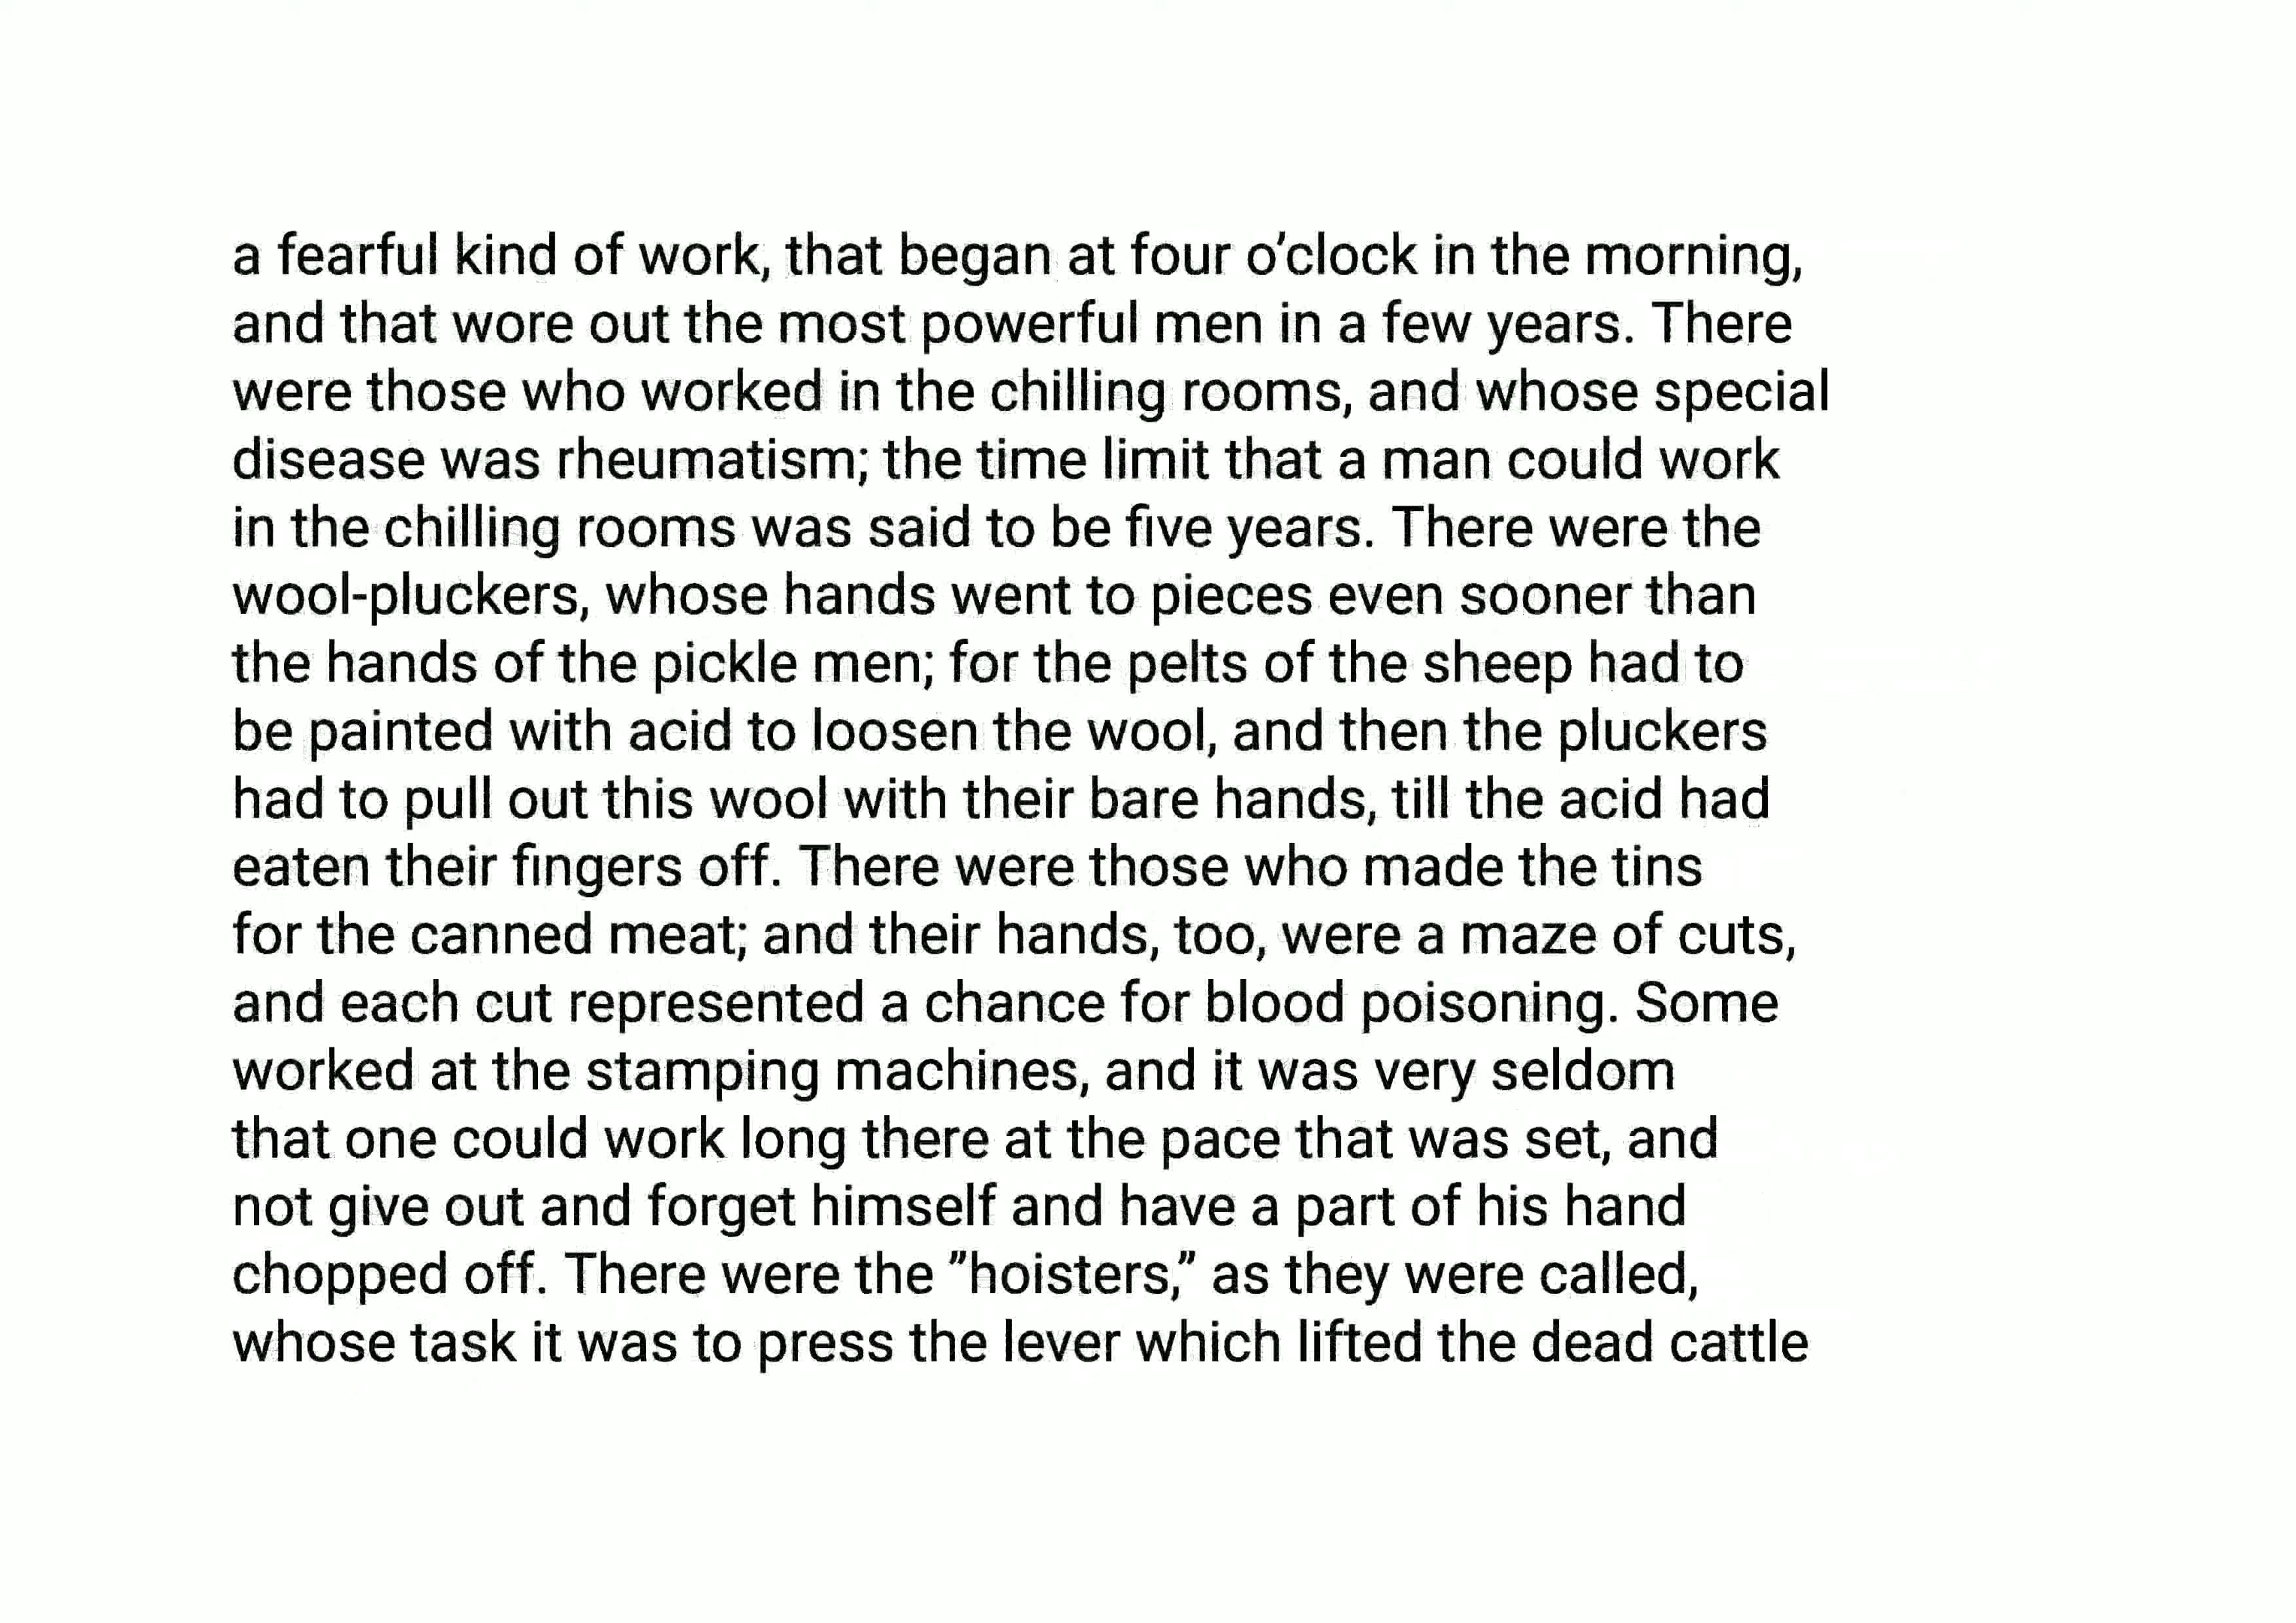 a fearful kind of work, that began at four o’clock in the morning,
and that wore out the most powerful men in a few years. There
were those who worked in the chilling rooms, and whose special
disease was rheumatism; the time limit that a man could work
in the chilling rooms was said to be five years. There were the
wool-pluckers, whose hands went to pieces even sooner than
the hands of the pickle men; for the pelts of the sheep had to
be painted with acid to loosen the wool, and then the pluckers
had to pull out this wool with their bare hands, till the acid had
eaten their fingers off. There were those who made the tins
for the canned meat; and their hands, too, were a maze of cuts,
and each cut represented a chance for blood poisoning. Some
worked at the stamping machines, and it was very seldom
that one could work long there at the pace that was set, and
not give out and forget himself and have a part of his hand
chopped off. There were the ”hoisters,” as they were called,
whose task it was to press the lever which lifted the dead cattle